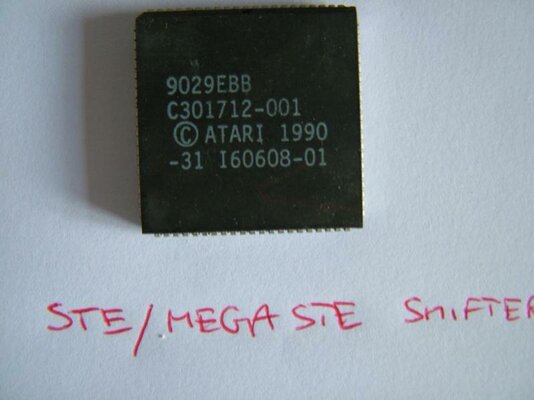 9029EBB
C301712-001
© ATARI 1990
-31 I60608-01
STE/MEGA STE SHIFTER